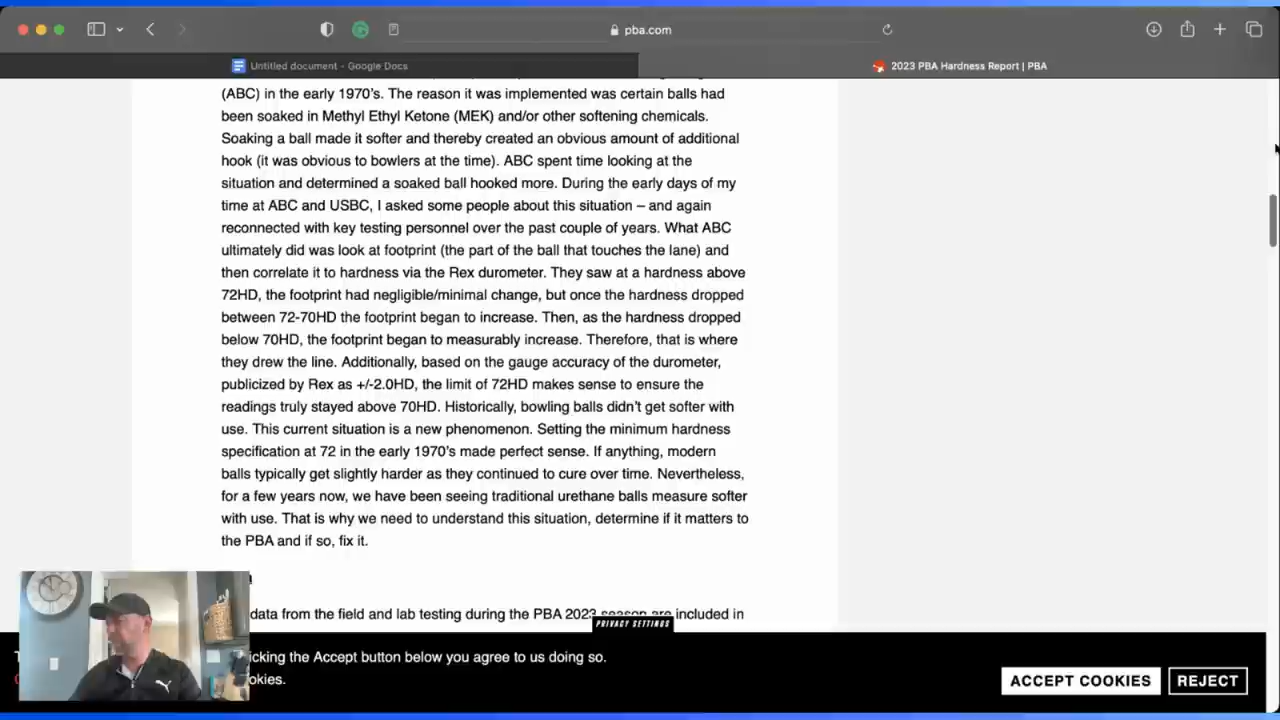 pba.com
Untitled document - Google Docs
2023 PBA Hardness Report | PBA
(ABC) in the early 1970's. The reason it was implemented was certain balls had
been soaked in Methyl Ethyl Ketone (MEK) and/or other softening chemicals.
Soaking a ball made it softer and thereby created an obvious amount of additional
hook (it was obvious to bowlers at the time). ABC spent time looking at the
situation and determined a soaked ball hooked more. During the early days of my
time at ABC and USBC, I asked some people about this situation – and again
reconnected with key testing personnel over the past couple of years. What ABC
ultimately did was look at footprint (the part of the ball that touches the lane) and
then correlate it to hardness via the Rex durometer. They saw at a hardness above
72HD, the footprint had negligible/minimal change, but once the hardness dropped
between 72-70HD the footprint began to increase. Then, as the hardness dropped
below 70HD, the footprint began to measurably increase. Therefore, that is where
they drew the line. Additionally, based on the gauge accuracy of the durometer,
publicized by Rex as +/-2.0HD, the limit of 72HD makes sense to ensure the
readings truly stayed above 70HD. Historically, bowling balls didn't get softer with
use. This current situation is a new phenomenon. Setting the minimum hardness
specification at 72 in the early 1970's made perfect sense. If anything, modern
balls typically get slightly harder as they continued to cure over time. Nevertheless,
for a few years now, we have been seeing traditional urethane balls measure softer
with use. That is why we need to understand this situation, determine if it matters to
the PBA and if so, fix it.
data from the field and lab testing during the PBA 2023 season are included in
PRIVACY SETTINGS
icking the Accept button below you agree to us doing so.
okies.
ACCEPT COOKIES
REJECT